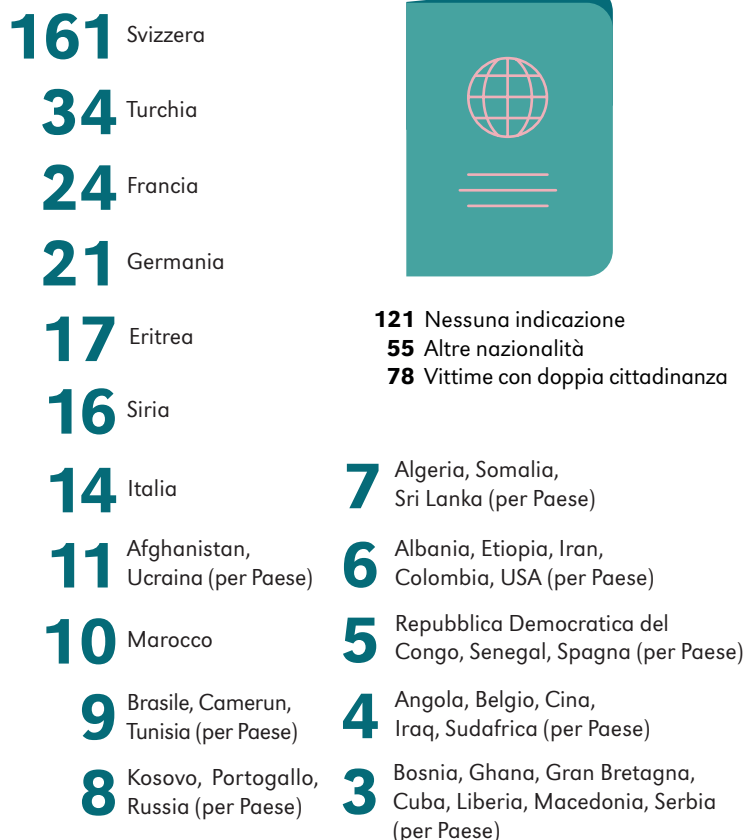 161 Svizzera
34 Turchia
24 Francia
21 Germania
17 Eritrea
16 Siria
14 Italia
11 Afghanistan,
Ucraina (per Paese)
10 Marocco
9 Brasile, Camerun,
Tunisia (per Paese)
8 Kosovo, Portogallo,
Russia (per Paese)
121 Nessuna indicazione
55 Altre nazionalità
78 Vittime con doppia cittadinanza
7 Algeria, Somalia,
Sri Lanka (per Paese)
6 Albania, Etiopia, Iran,
Colombia, USA (per Paese)
5 Repubblica Democratica del
Congo, Senegal, Spagna (per Paese)
4 Angola, Belgio, Cina,
Iraq, Sudafrica (per Paese)
3 Bosnia, Ghana, Gran Bretagna,
Cuba, Liberia, Macedonia, Serbia
(per Paese)